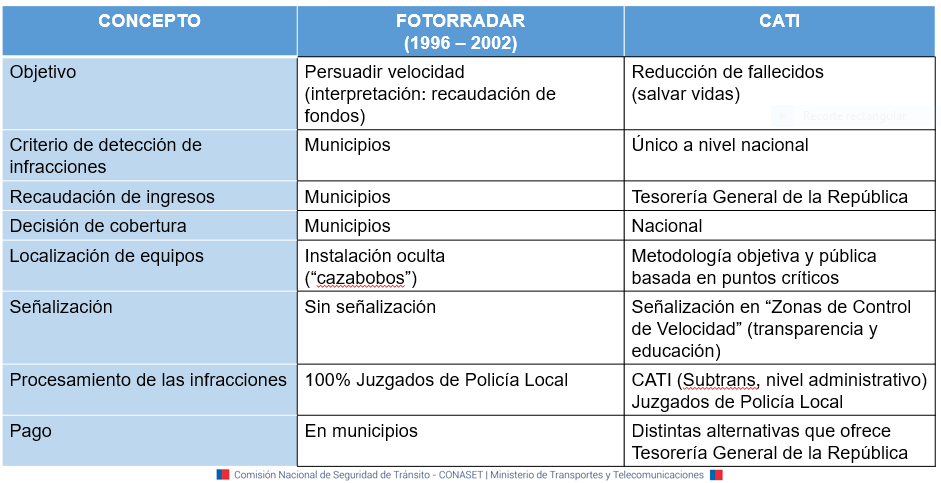 CONCEPTO
FOTORRADAR
(1996 – 2002)
CATI
Objetivo
Persuadir velocidad
(interpretación: recaudación de
fondos)
Reducción de fallecidos
(salvar vidas)
Recorte rectangular
Criterio de detección de
infracciones
Municipios
Único a nivel nacional
Recaudación de ingresos
Municipios
Tesorería General de la República
Decisión de cobertura
Municipios
Nacional
Localización de equipos
Instalación oculta
(“cazabobos”)
Metodología objetiva y pública
basada en puntos críticos
Señalización
Sin señalización
Señalización en “Zonas de Control
de Velocidad” (transparencia y
educación)
Procesamiento de las infracciones
100% Juzgados de Policía Local
CATI (Subtrans, nivel administrativo)
Juzgados de Policía Local
Pago
En municipios
Distintas alternativas que ofrece
Tesorería General de la República
Comisión Nacional de Seguridad de Tránsito - CONASET | Ministerio de Transportes y Telecomunicaciones